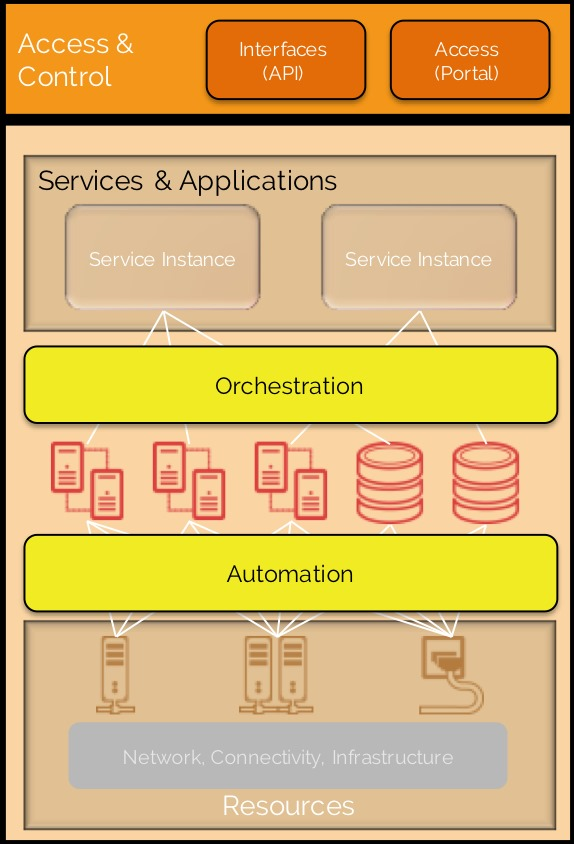 Access &
Control
Interfaces
(API)
Access
(Portal)
Services & Applications
Service Instance
Service Instance
Orchestration
Automation
Network, Connectivity, Infrastructure
Resources